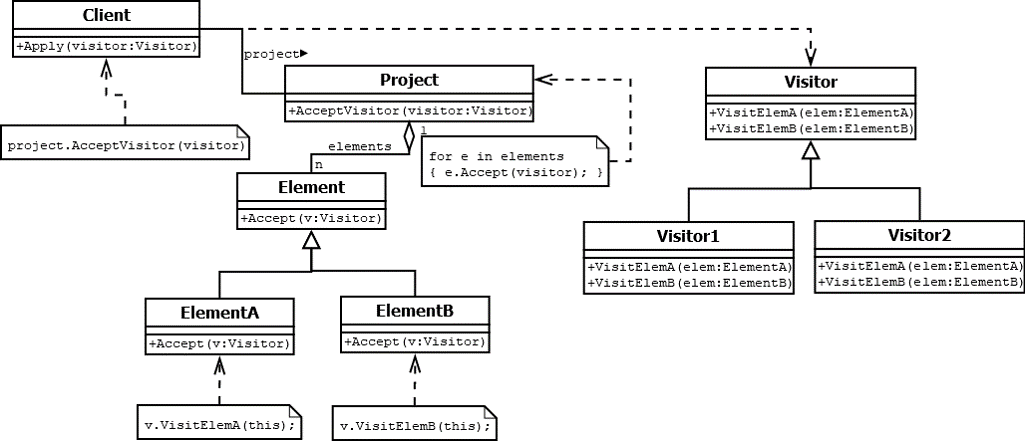 Client
+Apply(visitor:Visitor)
project
Project
+AcceptVisitor(visitor:Visitor)
Visitor
+VisitElemA(elem:ElementA)
+VisitElemB(elem:ElementB)
project.AcceptVisitor(visitor)
1
elements
n
for e in elements
{ e.Accept(visitor); }
Element
+Accept(v:Visitor)
Visitor1
+VisitElemA(elem:ElementA)
+VisitElemB(elem:ElementB)
Visitor2
+VisitElemA(elem:ElementA)
+VisitElemB(elem:ElementB)
ElementA
+Accept(v:Visitor)
ElementB
+Accept(v:Visitor)
v.VisitElemA(this);
v.VisitElemB(this);